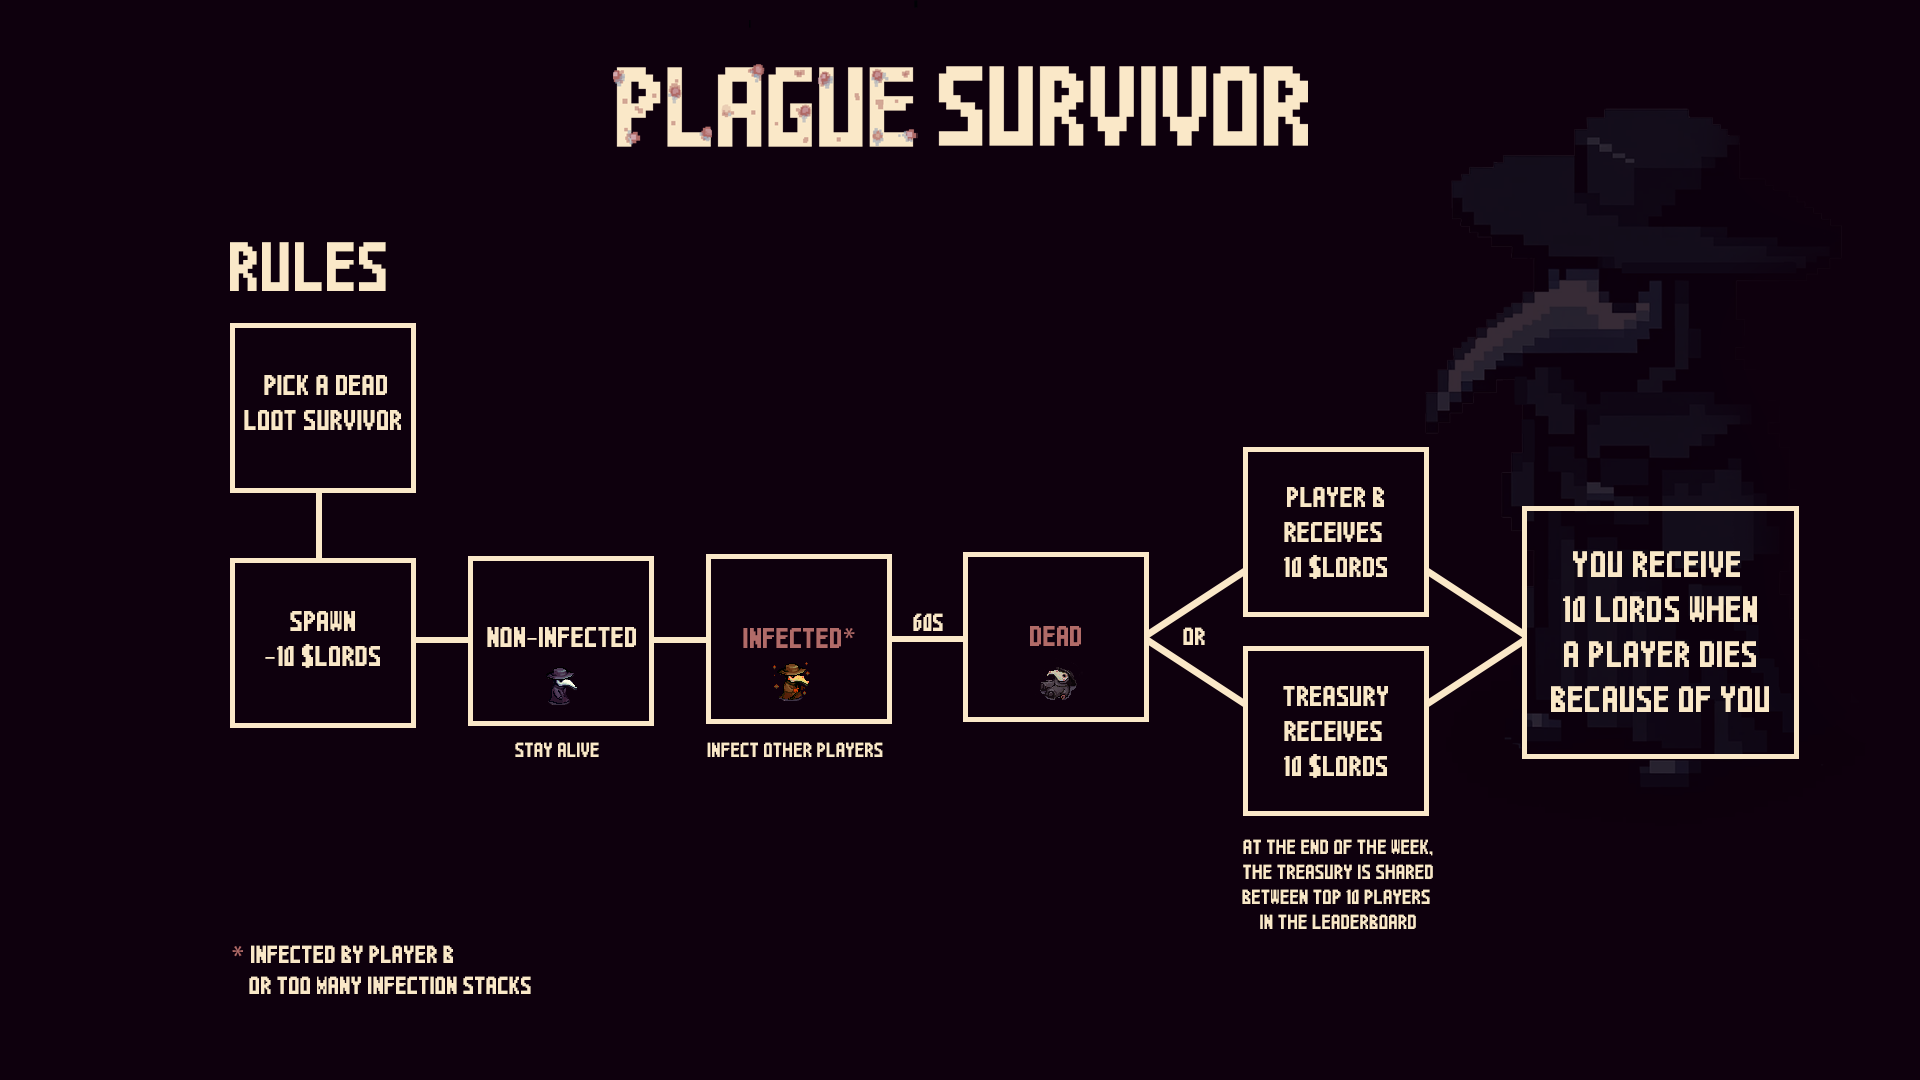 PLAGUE SURVIVOR
RULES
PICK A DEAD
LOOT SURVIVOR
SPAWN
-10 $LORDS
NON-INFECTED
STAY ALIVE
INFECTED*
INFECT OTHER PLAYERS
60S
DEAD
OR
PLAYER B
RECEIVES
10 $LORDS
TREASURY
RECEIVES
10 $LORDS
AT THE END OF THE WEEK,
THE TREASURY IS SHARED
BETWEEN TOP 10 PLAYERS
IN THE LEADERBOARD
YOU RECEIVE
10 LORDS WHEN
A PLAYER DIES
BECAUSE OF YOU
* INFECTED BY PLAYER B
OR TOO MANY INFECTION STACKS